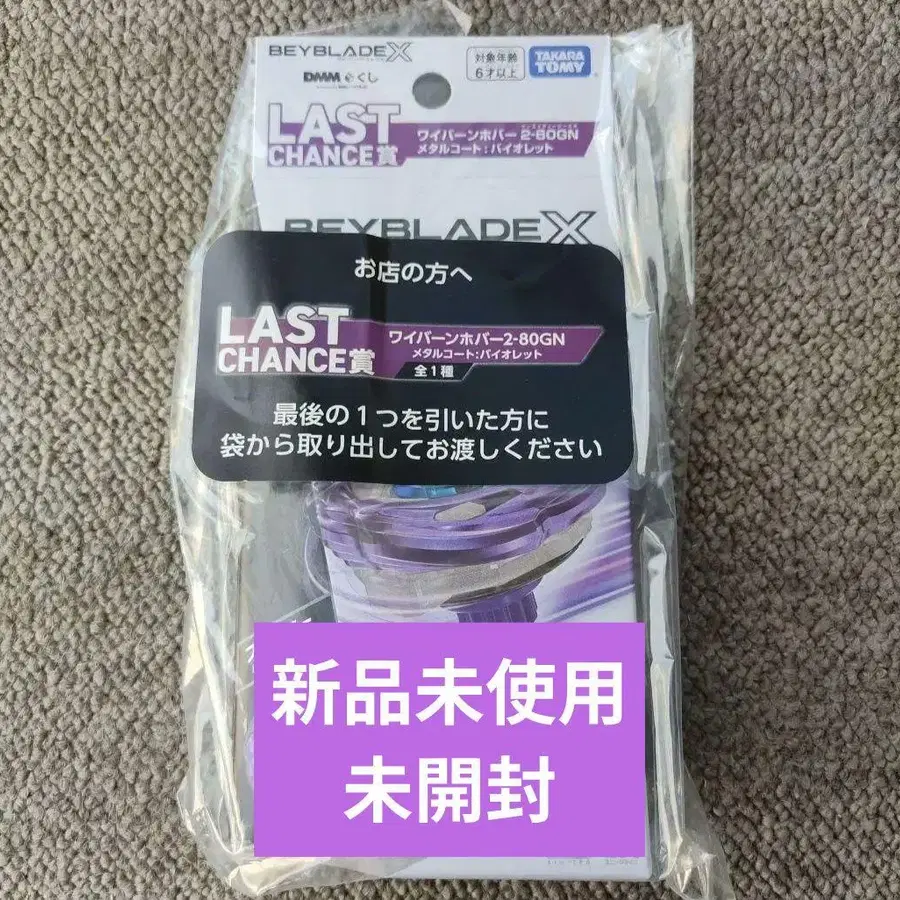 BEYBLADE X
対象年齢
6才以上
TAKARA
TOMY
DMMくじ
LAST
CHANCE賞
ワイバーンホバー2-80GN
メタルコート:バイオレット
BEYBLADE X
お店の方へ
LAST
CHANCE賞
ワイバーンホバー2-80GN
メタルコート:バイオレット
全1種
最後の1つを引いた方に
袋から取り出してお渡しください
新品未使用
未開封